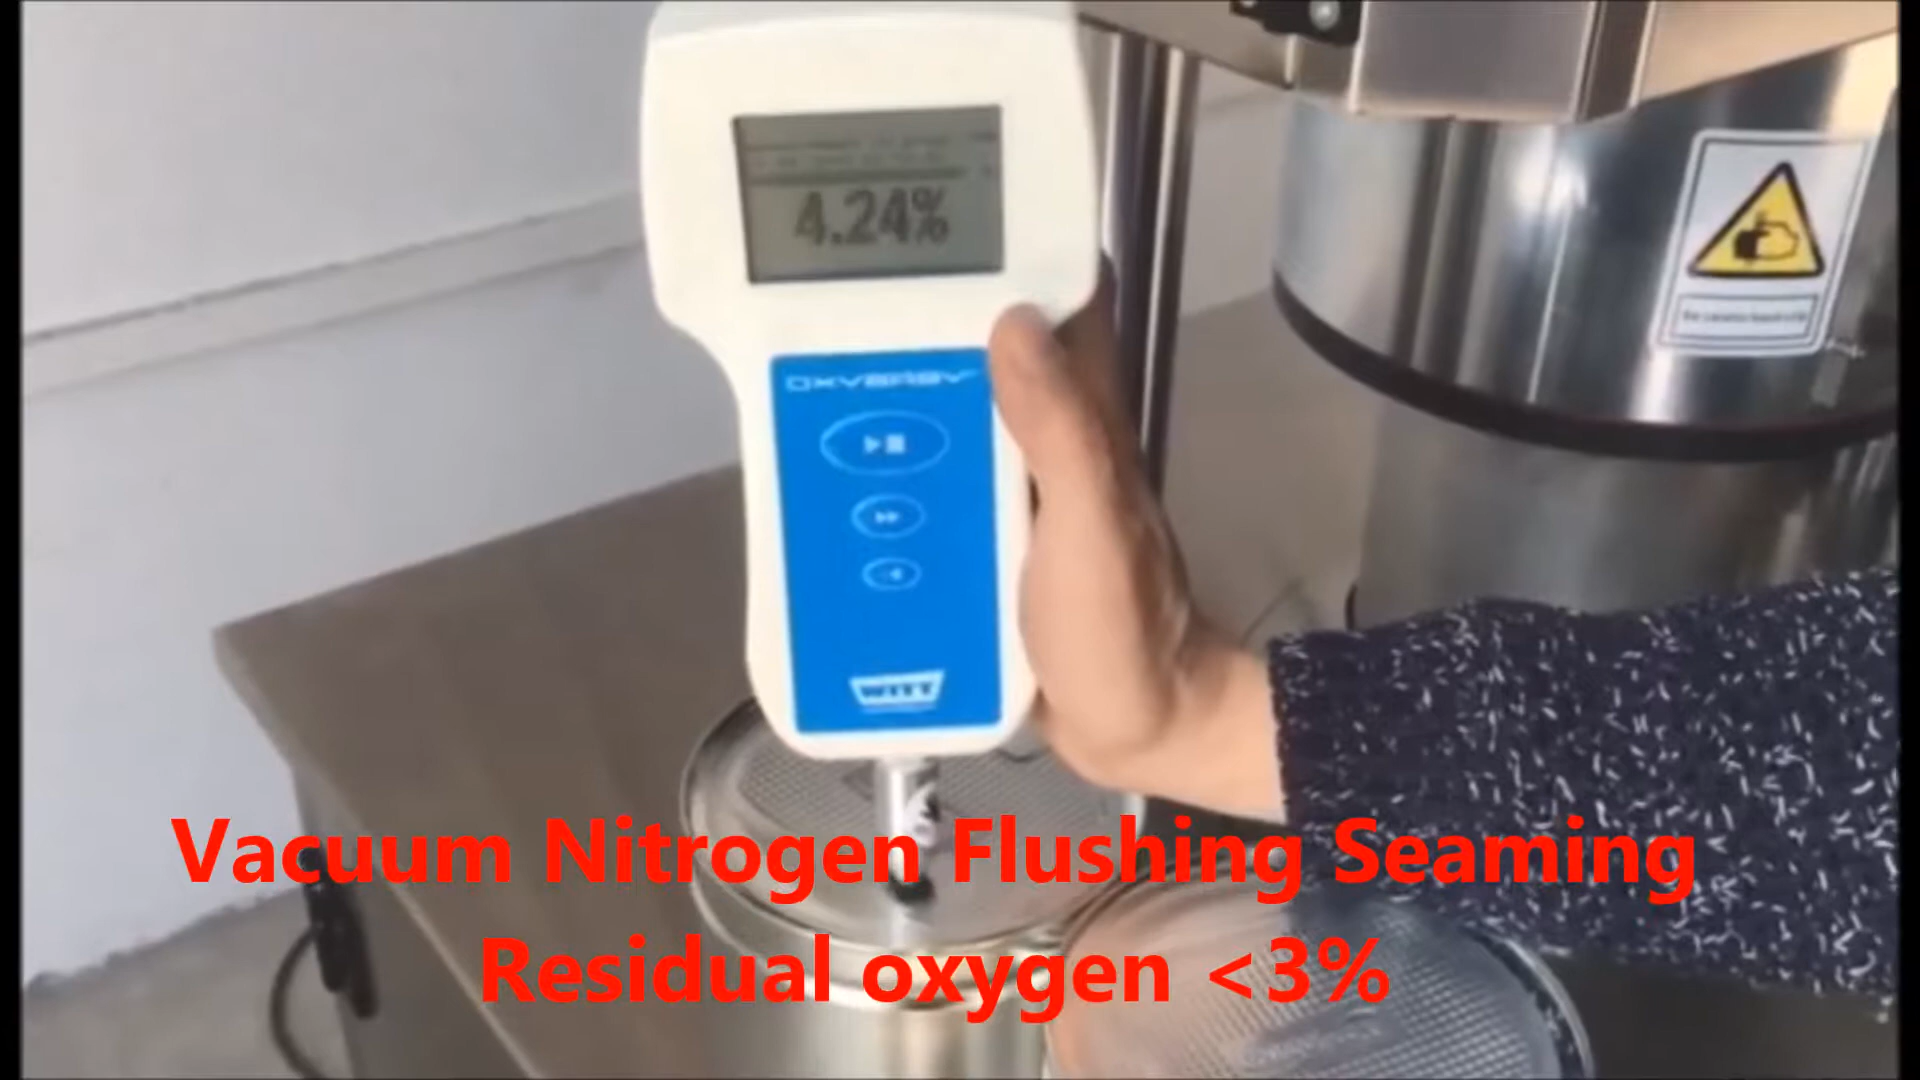 4.24%
OXYBABY
WITT
Vacuum Nitrogen Flushing Seaming
Residual oxygen <3%